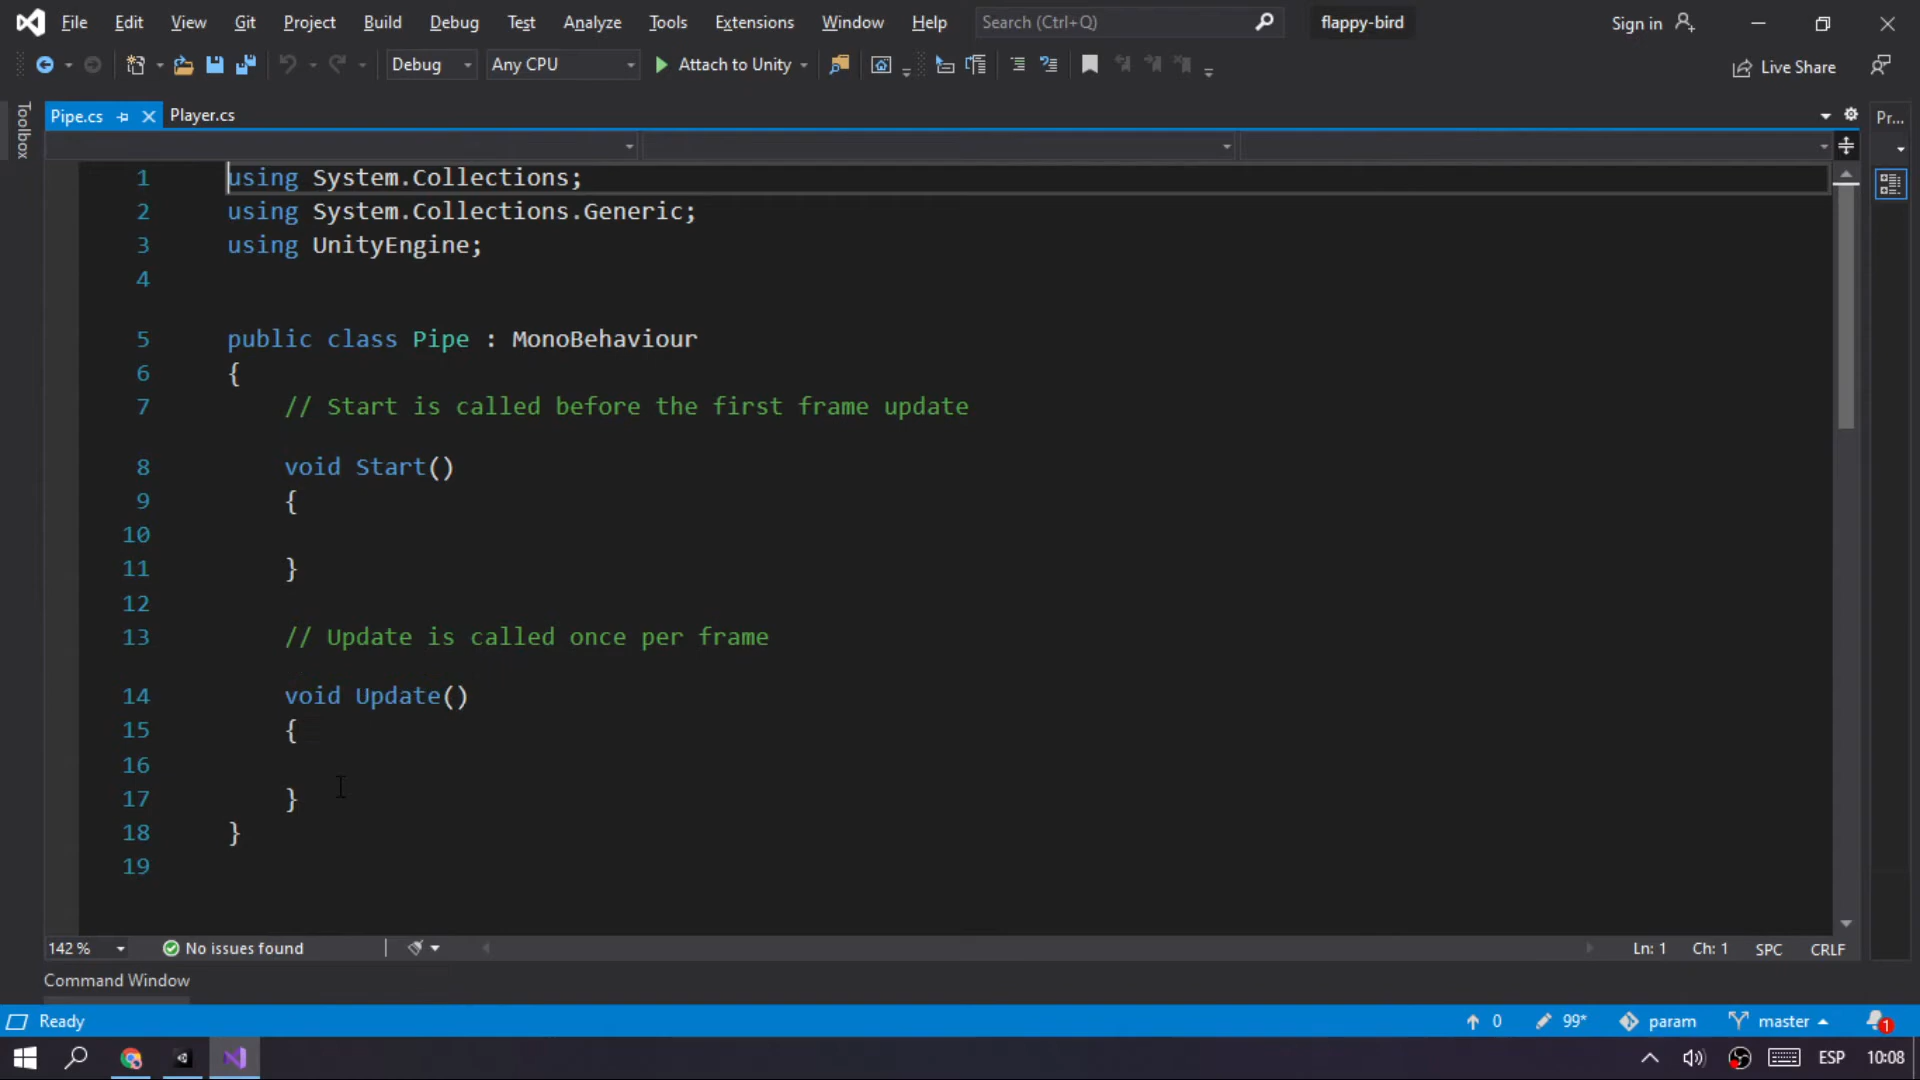 File Edit View Git Project Build Debug Test Analyze Tools Extensions Window Help Search (Ctrl+Q) flappy-bird Sign in
Debug Any CPU Attach to Unity Live Share
Toolbox
Pipe.cs Player.cs Pr...
1 using System.Collections;
2 using System.Collections.Generic;
3 using UnityEngine;
4
5 public class Pipe : MonoBehaviour
6 {
7 // Start is called before the first frame update
8 void Start()
9 {
10
11 }
12
13 // Update is called once per frame
14 void Update()
15 {
16
17 }
18 }
19
142 % No issues found Ln: 1 Ch: 1 SPC CRLF
Command Window
Ready 0 99* param master 1
ESP 10:08